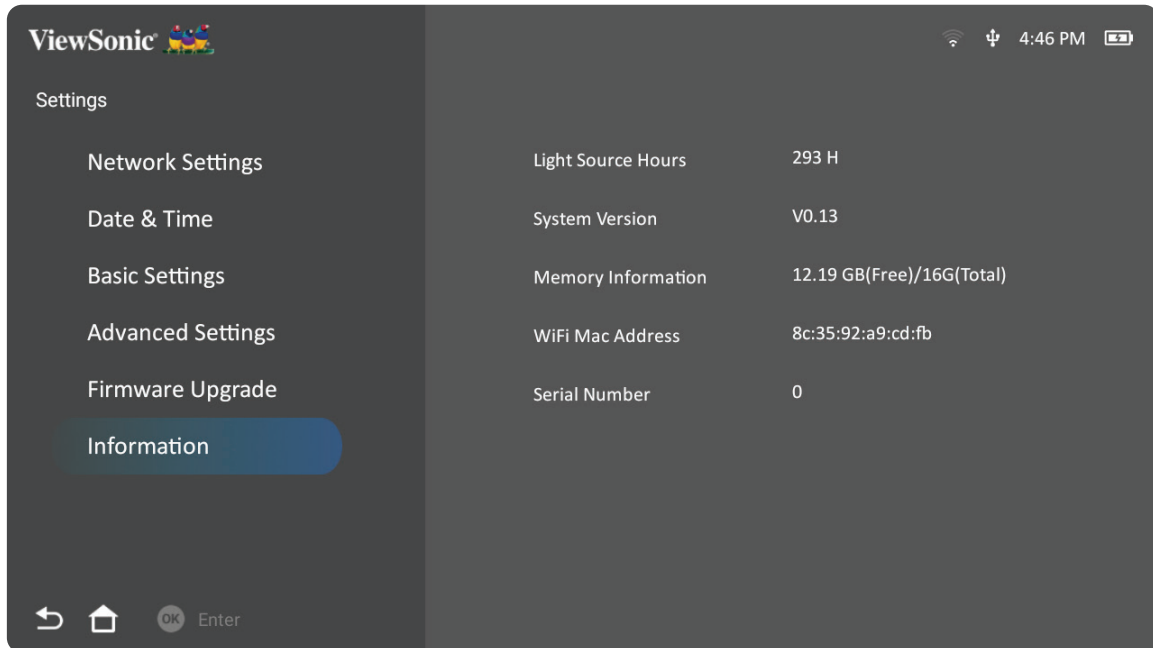 ViewSonic
4:46 PM
Settings
Network Settings
Date & Time
Basic Settings
Advanced Settings
Firmware Upgrade
Information
Light Source Hours 293 H
System Version V0.13
Memory Information 12.19 GB(Free)/16G(Total)
WiFi Mac Address 8c:35:92:a9:cd:fb
Serial Number 0
OK Enter